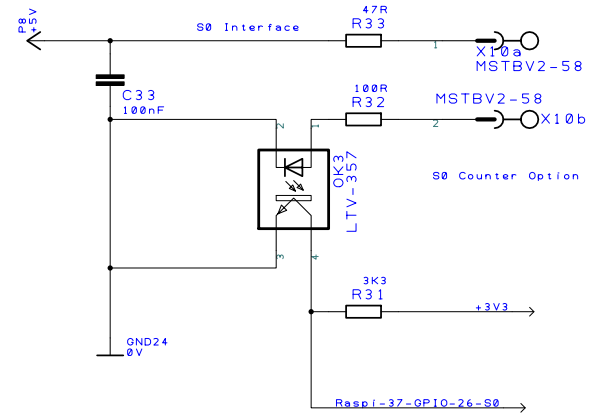 47R
P8
+5V
S0 Interface
R33
1
X10a
MSTBV2-58
C33
100nF
100R
R32
MSTBV2-58
2
1
2
X10b
OK3
LTV-357
S0 Counter Option
3
4
3K3
R31
+3V3
GND24
0V
Raspi-37-GPIO-26-S0